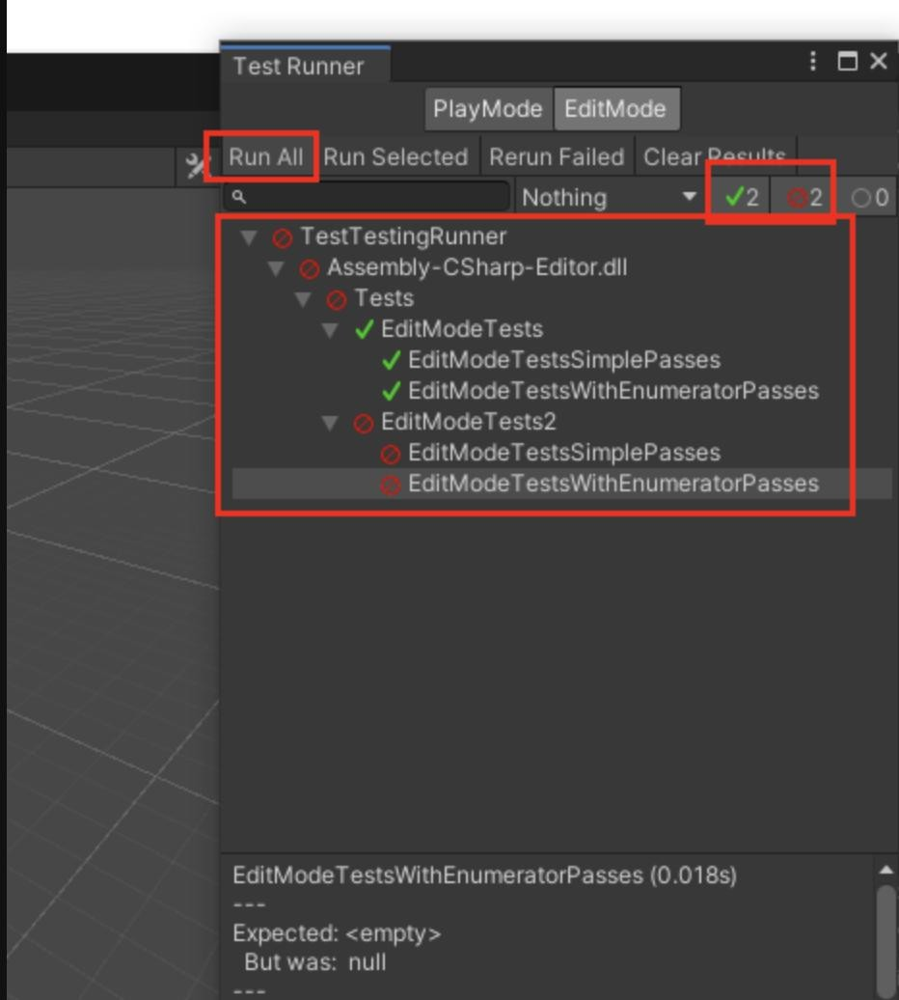 Test Runner
PlayMode EditMode
Run All Run Selected Rerun Failed Clear Results
Nothing 2 2 0
TestTestingRunner
Assembly-CSharp-Editor.dll
Tests
EditModeTests
EditModeTestsSimplePasses
EditModeTestsWithEnumeratorPasses
EditModeTests2
EditModeTestsSimplePasses
EditModeTestsWithEnumeratorPasses
EditModeTestsWithEnumeratorPasses (0.018s)
---
Expected: <empty>
But was: null
---